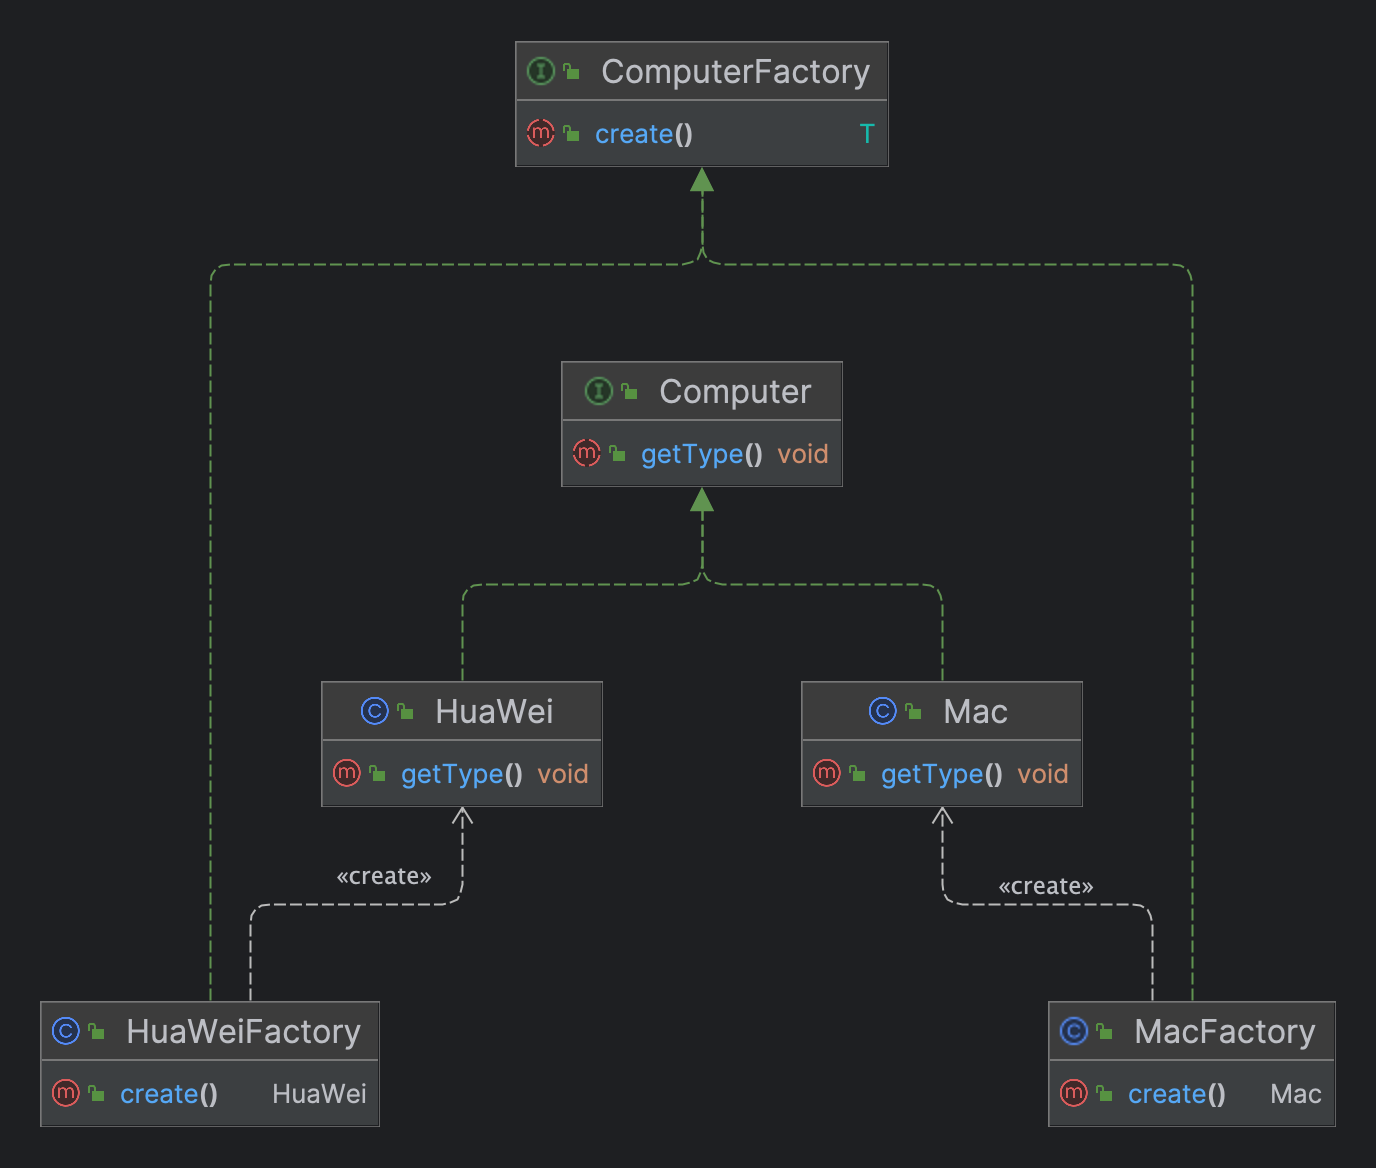 ComputerFactory
create() T
Computer
getType() void
HuaWei
getType() void
Mac
getType() void
«create»
«create»
HuaWeiFactory
create() HuaWei
MacFactory
create() Mac